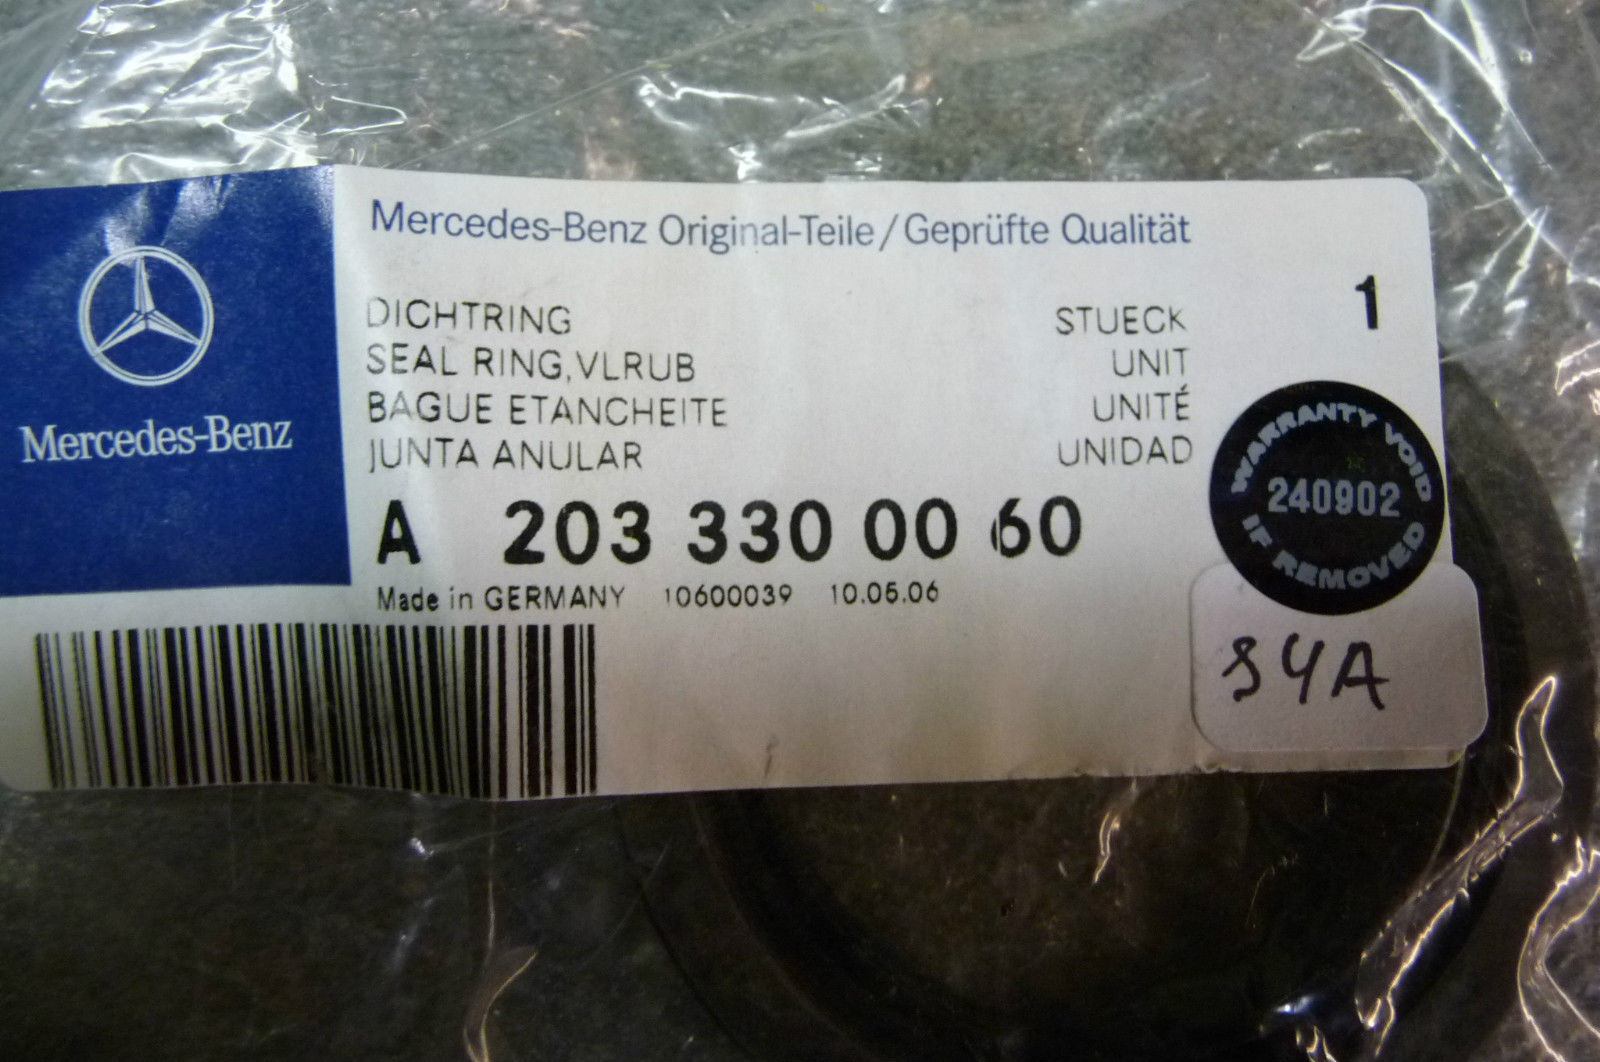 Mercedes-Benz Original-Teile/Geprüfte Qualität
DICHTRING STUECK 1
SEAL RING,VLRUB UNIT
BAGUE ETANCHEITE UNITÉ
JUNTA ANULAR UNIDAD
A 203 330 00 60
Made in GERMANY 10600039 10.05.06
Mercedes-Benz
WARRANTY VOID
240902
IF REMOVED
S4A